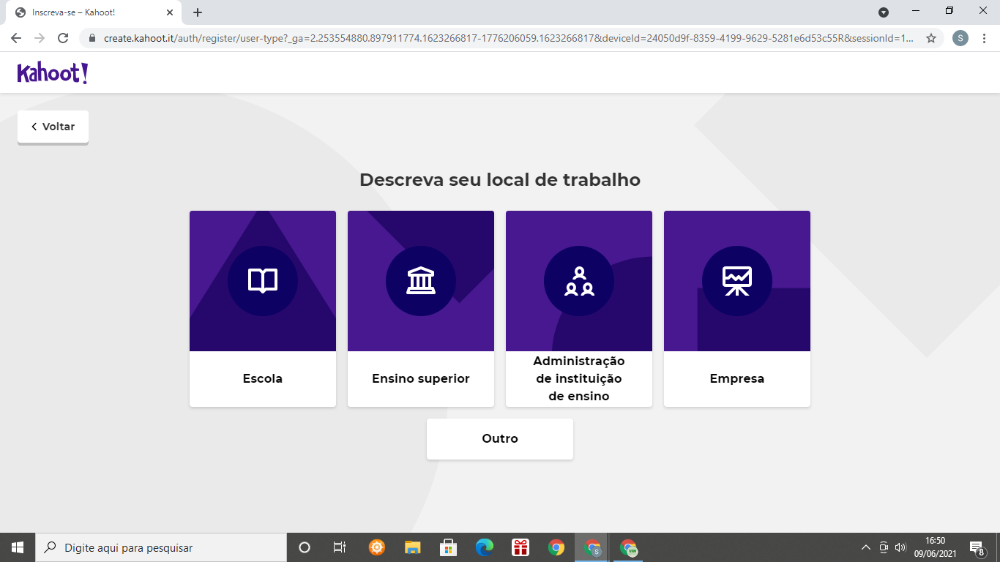 Inscreva-se – Kahoot!
create.kahoot.it/auth/register/user-type?_ga=2.253554880.897911774.1623266817-1776206059.1623266817&deviceId=24050d9f-8359-4199-9629-5281e6d53c55R&sessionId=1...
S
Kahoot!
Voltar
Descreva seu local de trabalho
Escola
Ensino superior
Administração
de instituição
de ensino
Empresa
Outro
Digite aqui para pesquisar
S
16:50
09/06/2021
8